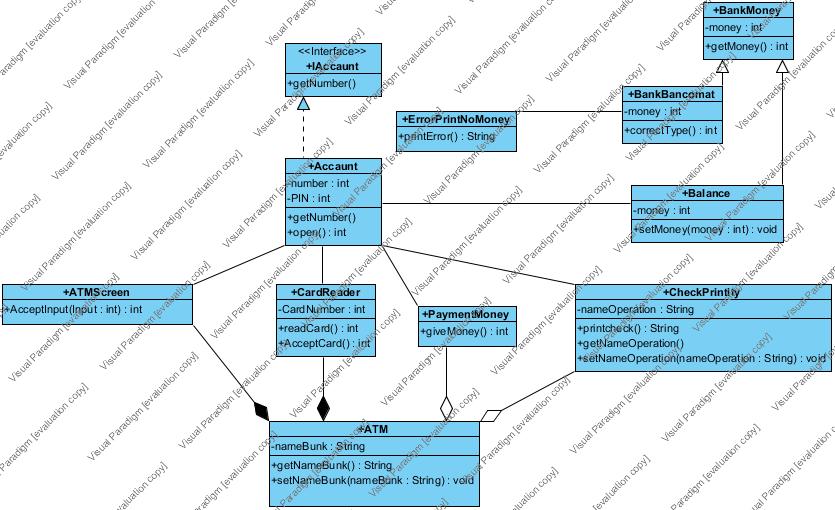 +BankMoney
-money : int
+getMoney() : int
<<Interface>>
+IAccaunt
+getNumber()
+BankBancomat
-money : int
+correctType() : int
+ErrorPrintNoMoney
+printError() : String
+Accaunt
-number : int
-PIN : int
+getNumber()
+open() : int
+Balance
-money : int
+setMoney(money : int) : void
+ATMScreen
+AcceptInput(Input : int) : int
+CardReader
-CardNumber : int
+readCard() : int
+AcceptCard() : int
+PaymentMoney
+giveMoney() : int
+CheckPrintily
-nameOperation : String
+printcheck() : String
+getNameOperation()
+setNameOperation(nameOperation : String) : void
+ATM
-nameBunk : String
+getNameBunk() : String
+setNameBunk(nameBunk : String) : void
Visual Paradigm [evaluation copy]